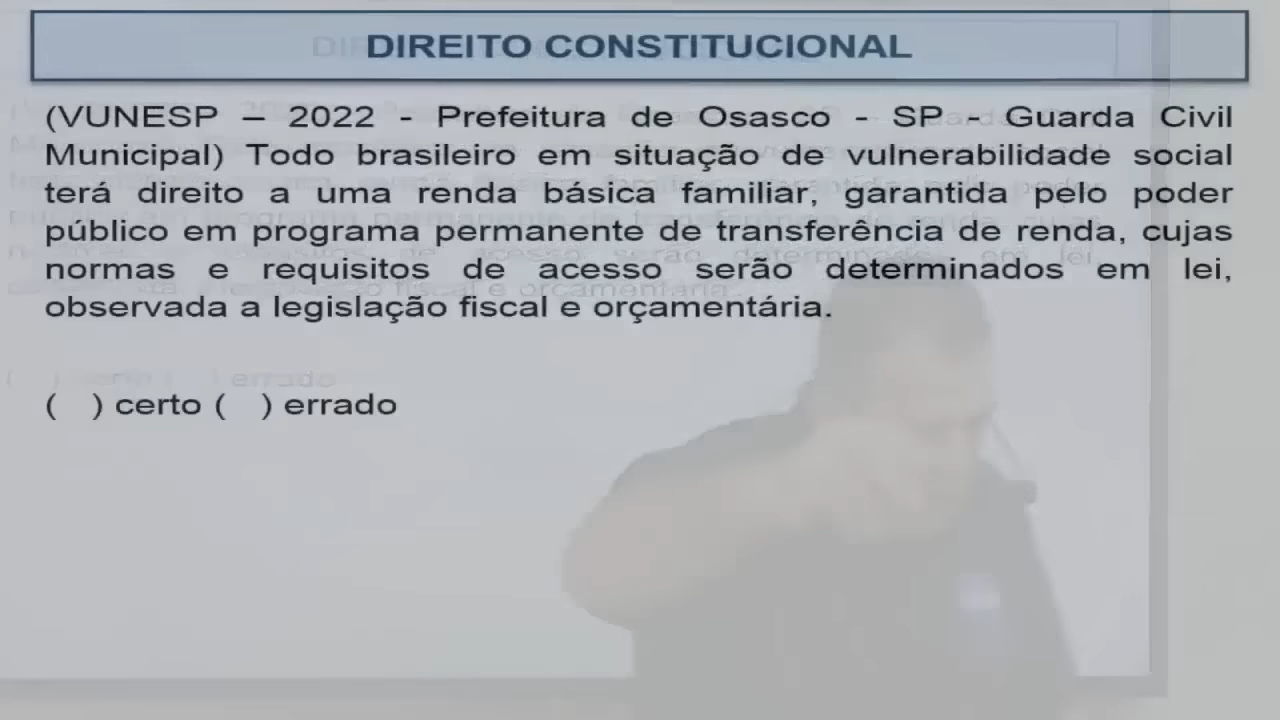 DIREITO CONSTITUCIONAL
(VUNESP – 2022 - Prefeitura de Osasco - SP - Guarda Civil
Municipal) Todo brasileiro em situação de vulnerabilidade social
terá direito a uma renda básica familiar, garantida pelo poder
público em programa permanente de transferência de renda, cujas
normas e requisitos de acesso serão determinados em lei,
observada a legislação fiscal e orçamentária.
( ) certo ( ) errado